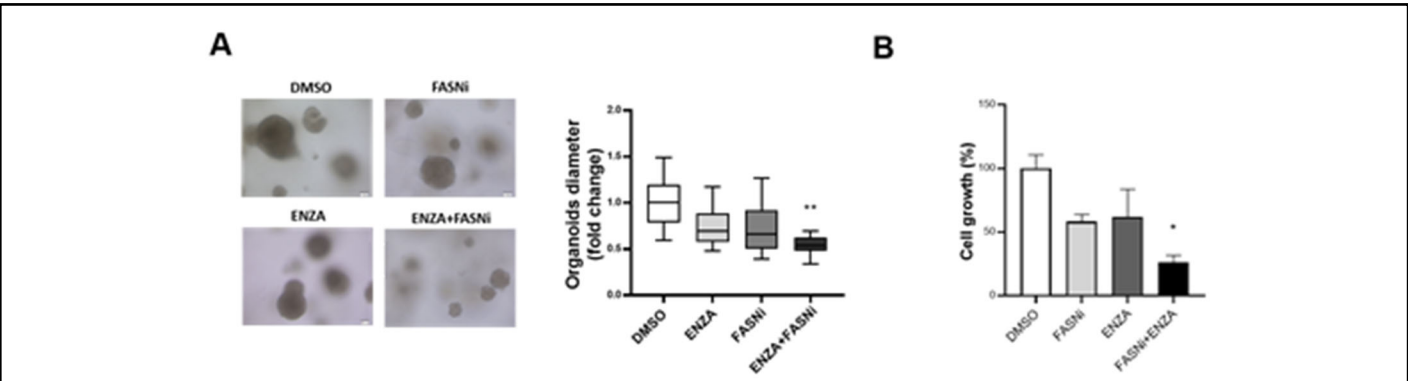 A
B
DMSO
FASNi
ENZA
ENZA+FASNi
Organoids diameter
(fold change)
2.0
1.5
1.0
0.5
0.0
**
DMSO
ENZA
FASNi
ENZA+FASNi
Cell growth (%)
150
100
50
0
*
DMSO
FASNi
ENZA
FASNi+ENZA